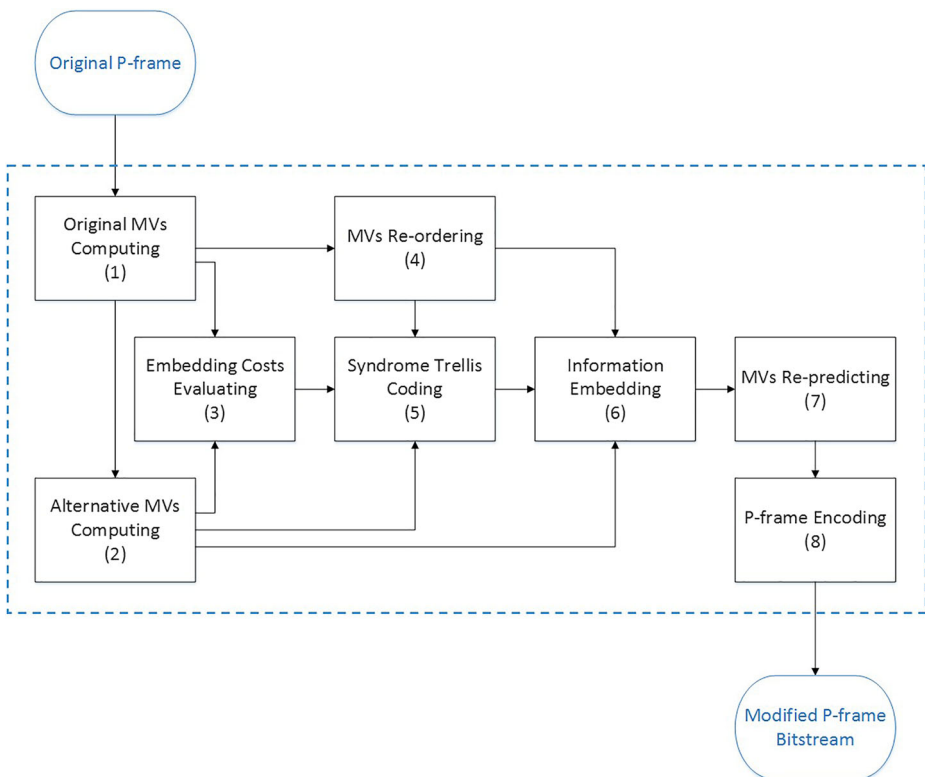 Original P-frame
Original MVs
Computing
(1)
MVs Re-ordering
(4)
Embedding Costs
Evaluating
(3)
Syndrome Trellis
Coding
(5)
Information
Embedding
(6)
MVs Re-predicting
(7)
Alternative MVs
Computing
(2)
P-frame Encoding
(8)
Modified P-frame
Bitstream